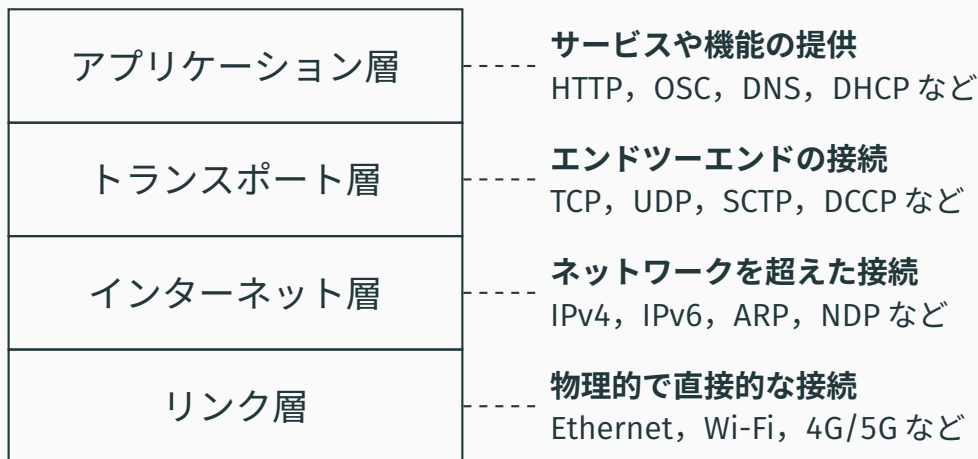 アプリケーション層
サービスや機能の提供
HTTP，OSC，DNS，DHCP など
トランスポート層
エンドツーエンドの接続
TCP，UDP，SCTP，DCCP など
インターネット層
ネットワークを超えた接続
IPv4，IPv6，ARP，NDP など
リンク層
物理的で直接的な接続
Ethernet，Wi-Fi，4G/5G など